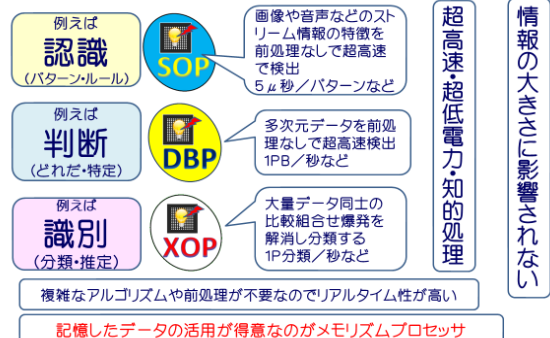 例えば
認識
(パターン・ルール)
SOP
画像や音声などのスト
リーム情報の特徴を
前処理なしで超高速
で検出
5μ秒/パターンなど
例えば
判断
(どれだ・特定)
DBP
多次元データを前処
理なしで超高速検出
1PB/秒など
例えば
識別
(分類・推定)
XOP
大量データ同士の
比較組合せ爆発を
解消し分類する
1P分類/秒など
超高速・超低電力・知的処理
情報の大きさに影響されない
複雑なアルゴリズムや前処理が不要なのでリアルタイム性が高い
記憶したデータの活用が得意なのがメモリズムプロセッサ